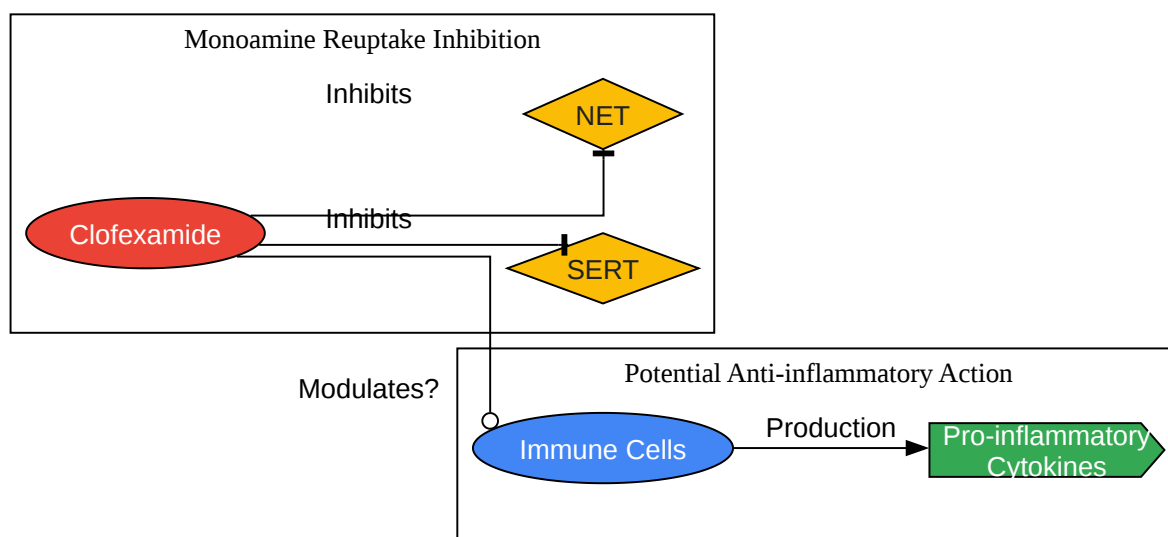 Monoamine Reuptake Inhibition
Inhibits
NET
Inhibits
Clofexamide
SERT
Modulates?
Potential Anti-inflammatory Action
Immune Cells
Production
Pro-inflammatory
Cytokines